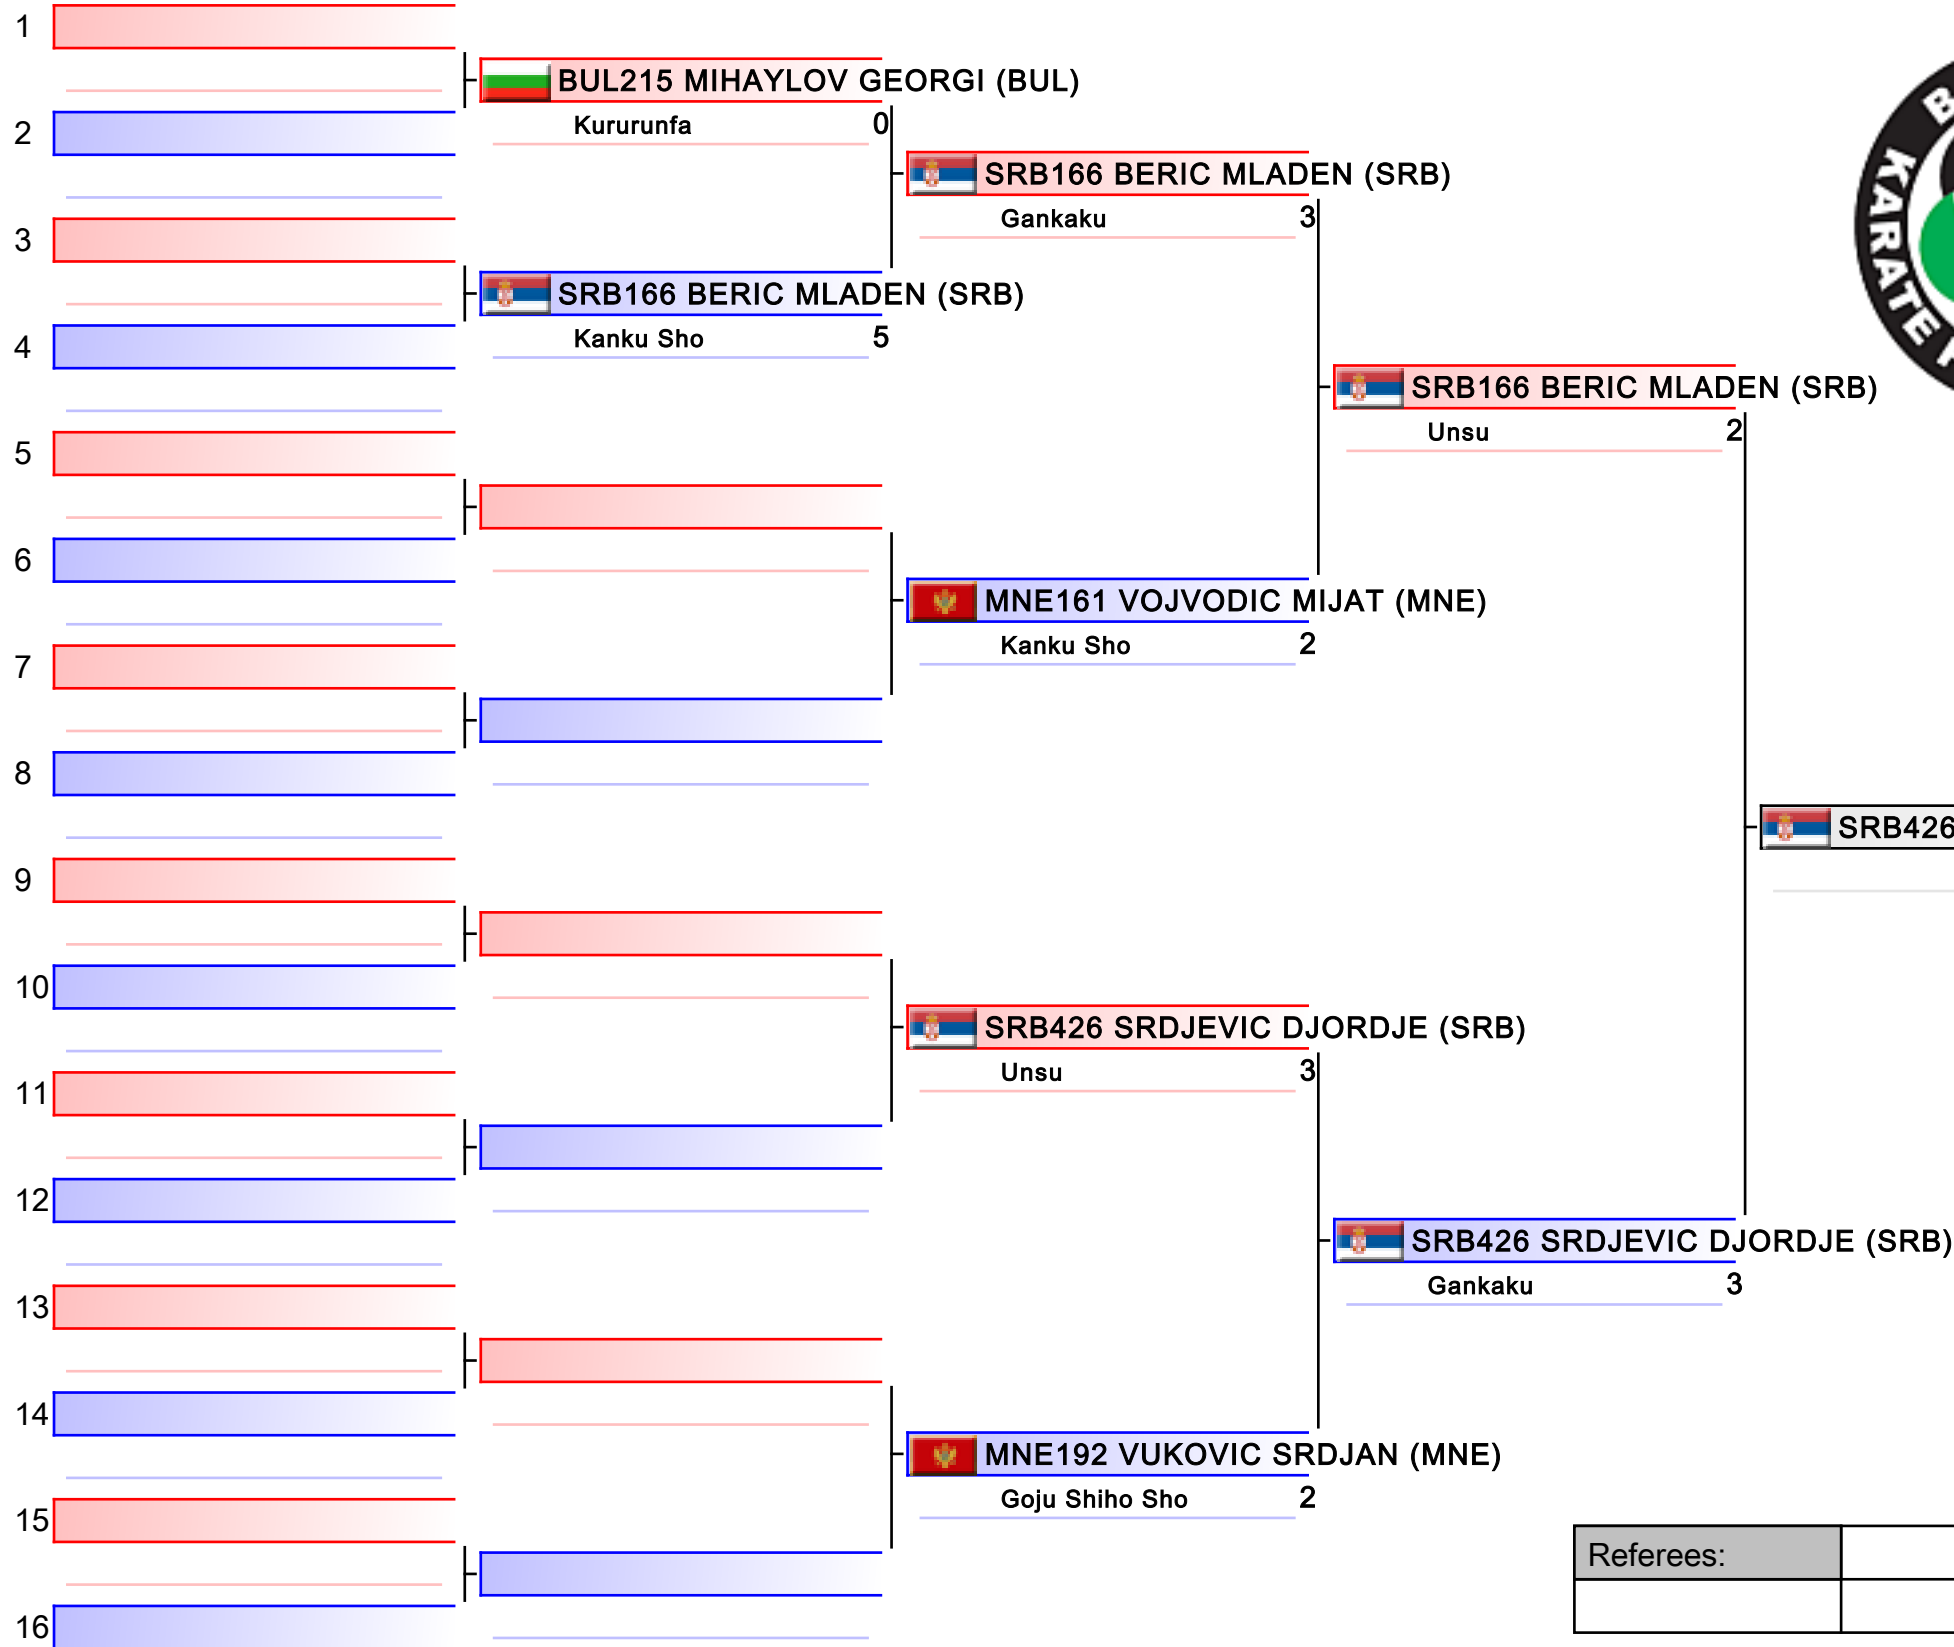 1
BUL215 MIHAYLOV GEORGI (BUL)
Kururunfa 0
2
SRB166 BERIC MLADEN (SRB)
Gankaku 3
3
SRB166 BERIC MLADEN (SRB)
Kanku Sho 5
4
SRB166 BERIC MLADEN (SRB)
Unsu 2
5
6
MNE161 VOJVODIC MIJAT (MNE)
Kanku Sho 2
7
8
SRB426
9
10
SRB426 SRDJEVIC DJORDJE (SRB)
Unsu 3
11
12
SRB426 SRDJEVIC DJORDJE (SRB)
Gankaku 3
13
14
MNE192 VUKOVIC SRDJAN (MNE)
Goju Shiho Sho 2
15
Referees:
16
KARATE